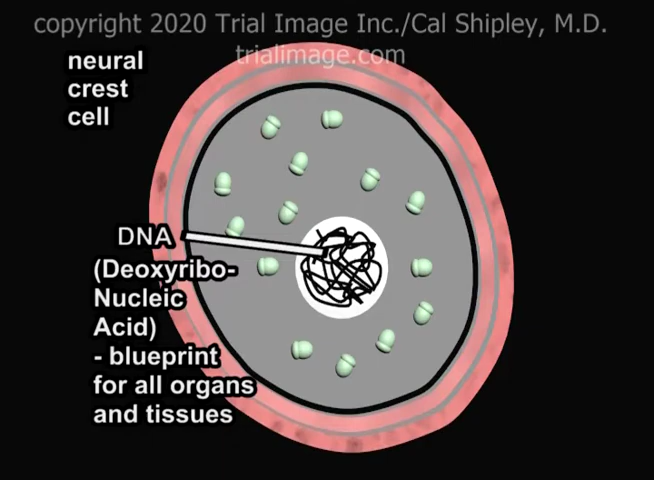 copyright 2020 Trial Image Inc./Cal Shipley, M.D.
trialimage.com
neural
crest
cell
DNA
(Deoxyribo-
Nucleic
Acid)
- blueprint
for all organs
and tissues